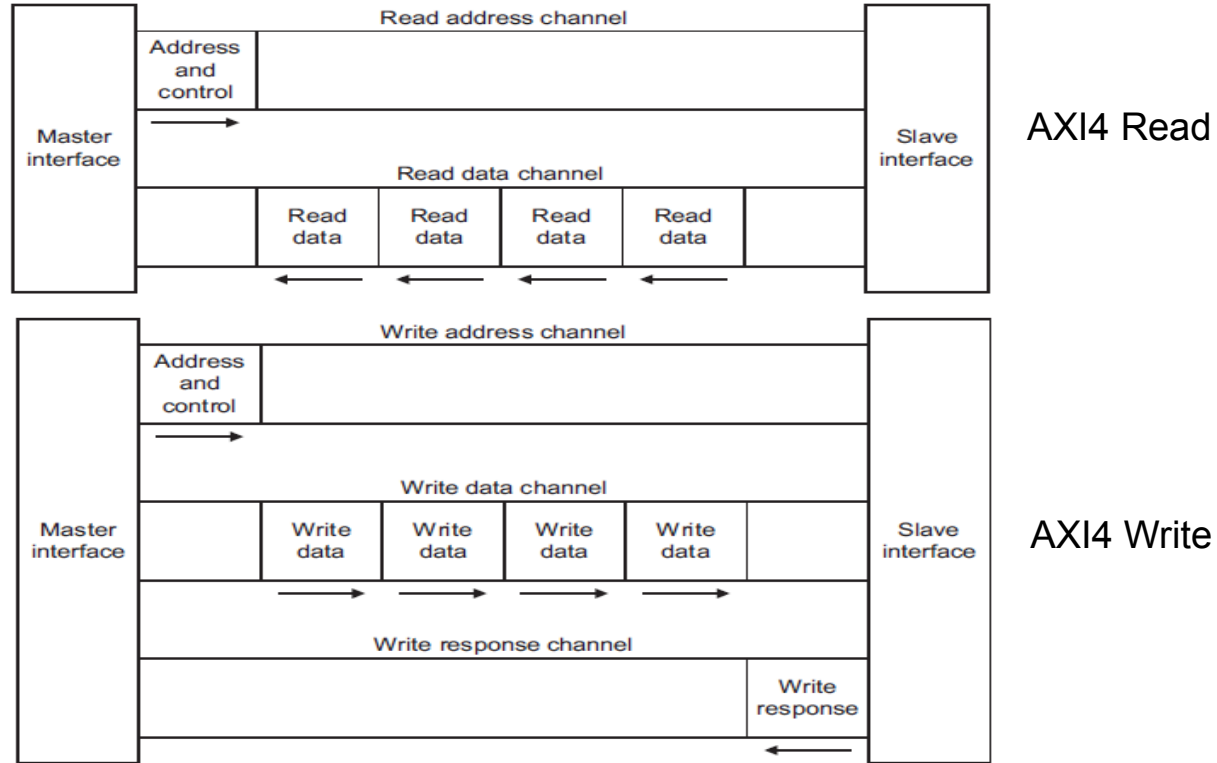 Read address channel
Address
and
control
Master
interface
Slave
interface
AXI4 Read
Read data channel
Read
data
Read
data
Read
data
Read
data
Write address channel
Address
and
control
Write data channel
Master
interface
Write
data
Write
data
Write
data
Write
data
Slave
interface
AXI4 Write
Write response channel
Write
response